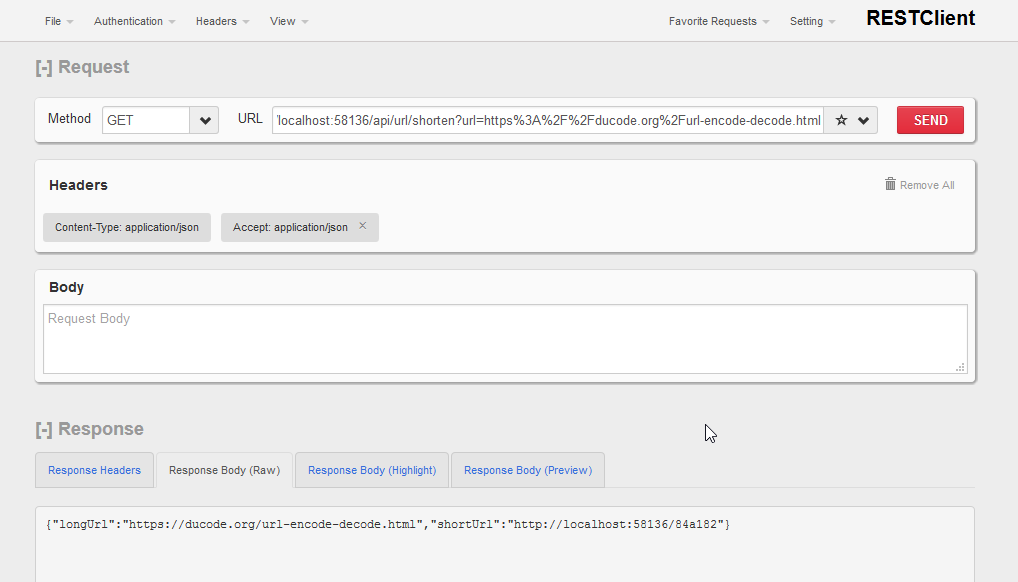 File Authentication Headers View Favorite Requests Setting RESTClient
[-] Request
Method GET URL 'localhost:58136/api/url/shorten?url=https%3A%2F%2Fducode.org%2Furl-encode-decode.html SEND
Headers Remove All
Content-Type: application/json Accept: application/json ×
Body
Request Body
[-] Response
Response Headers Response Body (Raw) Response Body (Highlight) Response Body (Preview)
{"longUrl":"https://ducode.org/url-encode-decode.html","shortUrl":"http://localhost:58136/84a182"}